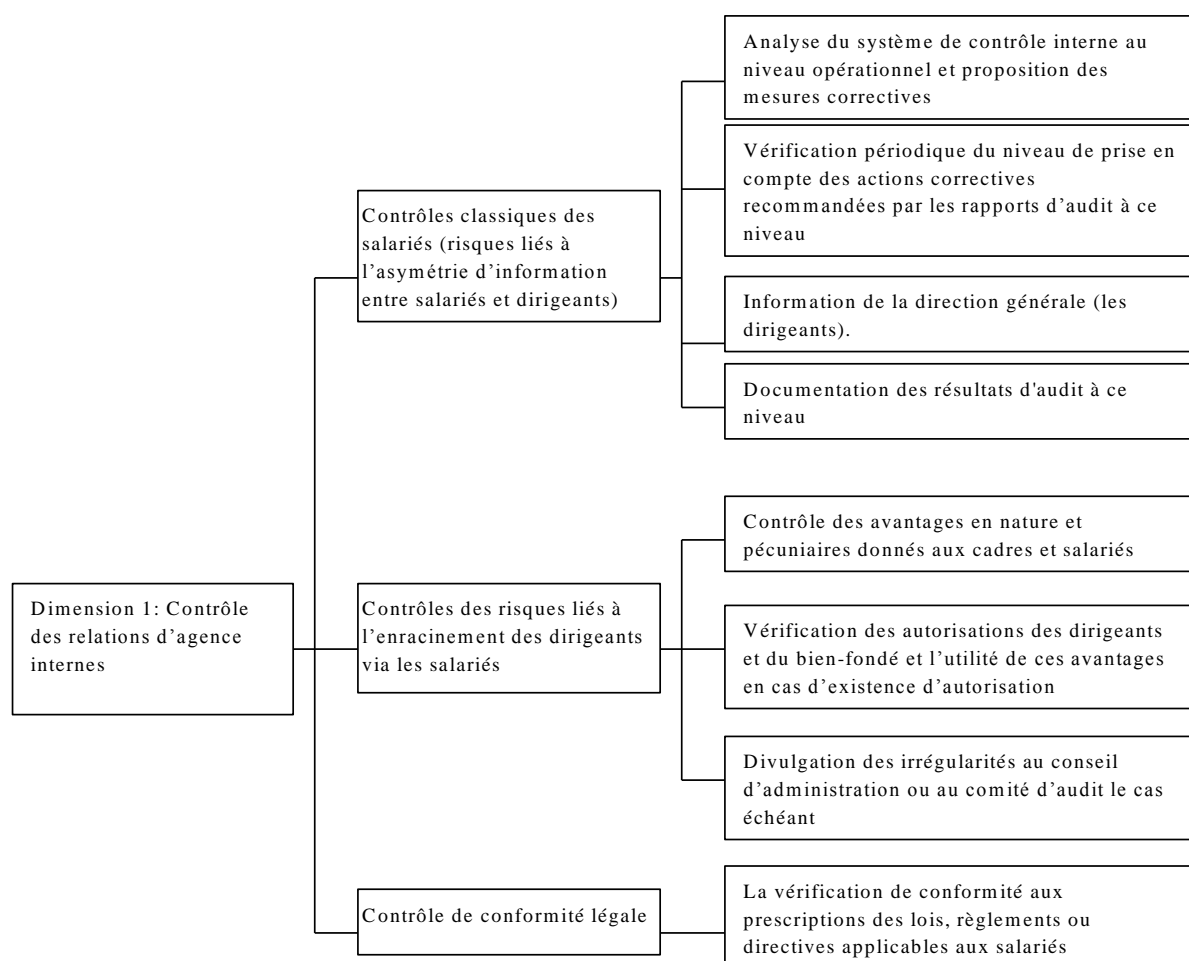 Dimension 1: Contrôle
des relations d’agence
internes
Contrôles classiques des
salariés (risques liés à
l’asymétrie d’information
entre salariés et dirigeants)
Analyse du système de contrôle interne au
niveau opérationnel et proposition des
mesures correctives
Vérification périodique du niveau de prise en
compte des actions correctives
recommandées par les rapports d’audit à ce
niveau
Information de la direction générale (les
dirigeants).
Documentation des résultats d'audit à ce
niveau
Contrôles des risques liés à
l’enracinement des dirigeants
via les salariés
Contrôle des avantages en nature et
pécuniaires donnés aux cadres et salariés
Vérification des autorisations des dirigeants
et du bien-fondé et l’utilité de ces avantages
en cas d’existence d’autorisation
Divulgation des irrégularités au conseil
d’administration ou au comité d’audit le cas
échéant
Contrôle de conformité légale
La vérification de conformité aux
prescriptions des lois, règlements ou
directives applicables aux salariés